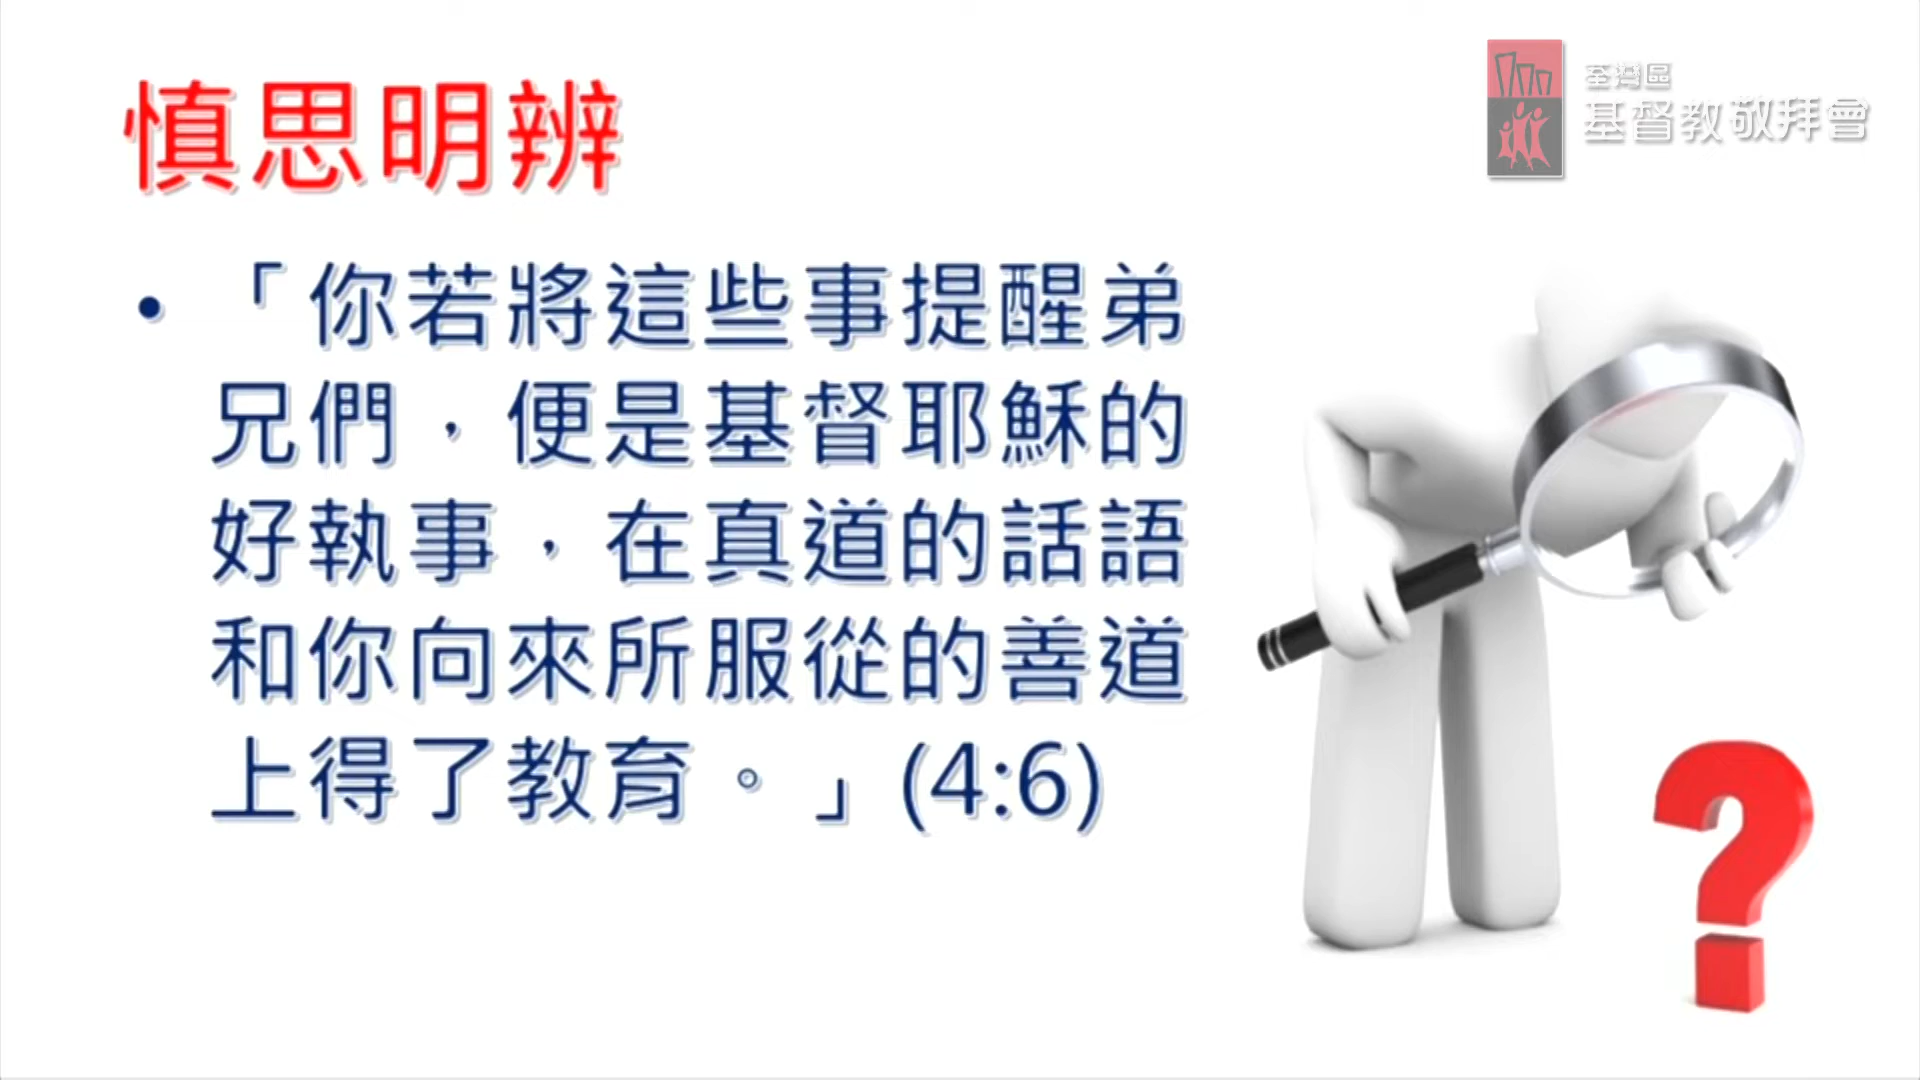 荃灣區
基督教敬拜會
慎思明辨
• 「你若將這些事提醒弟
兄們，便是基督耶穌的
好執事，在真道的話語
和你向來所服從的善道
上得了教育。」(4:6)
?